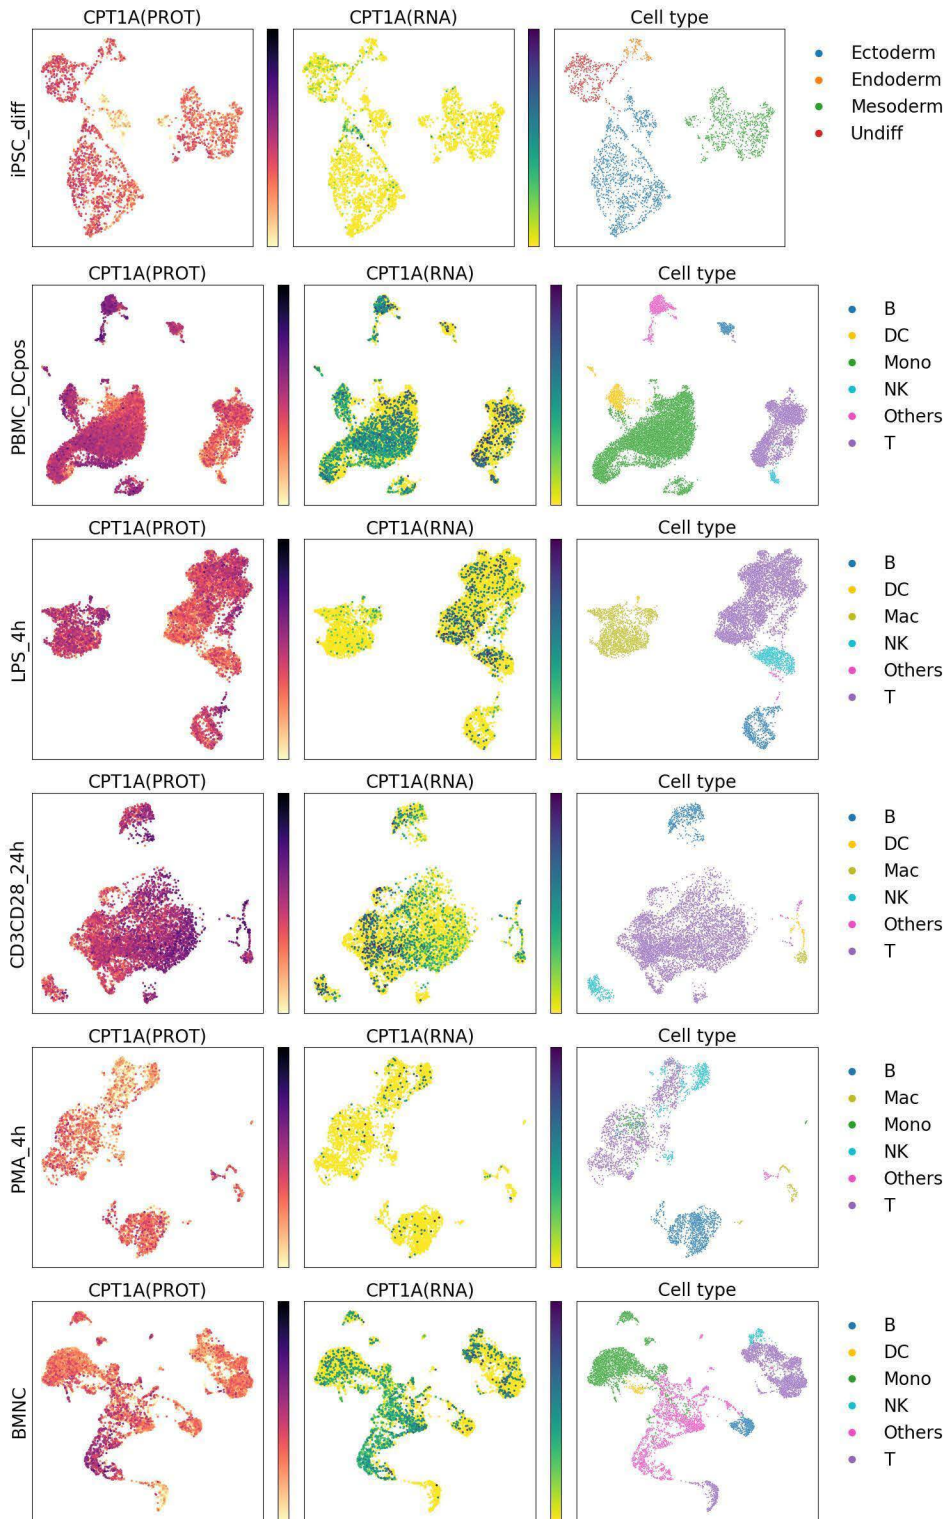 CPT1A(PROT) CPT1A(RNA) Cell type
iPSC_diff
Ectoderm
Endoderm
Mesoderm
Undiff
CPT1A(PROT) CPT1A(RNA) Cell type
PBMC_DCpos
B
DC
Mono
NK
Others
T
CPT1A(PROT) CPT1A(RNA) Cell type
LPS_4h
B
DC
Mac
NK
Others
T
CPT1A(PROT) CPT1A(RNA) Cell type
CD3CD28_24h
B
DC
Mac
NK
Others
T
CPT1A(PROT) CPT1A(RNA) Cell type
PMA_4h
B
Mac
Mono
NK
Others
T
CPT1A(PROT) CPT1A(RNA) Cell type
BMNC
B
DC
Mono
NK
Others
T